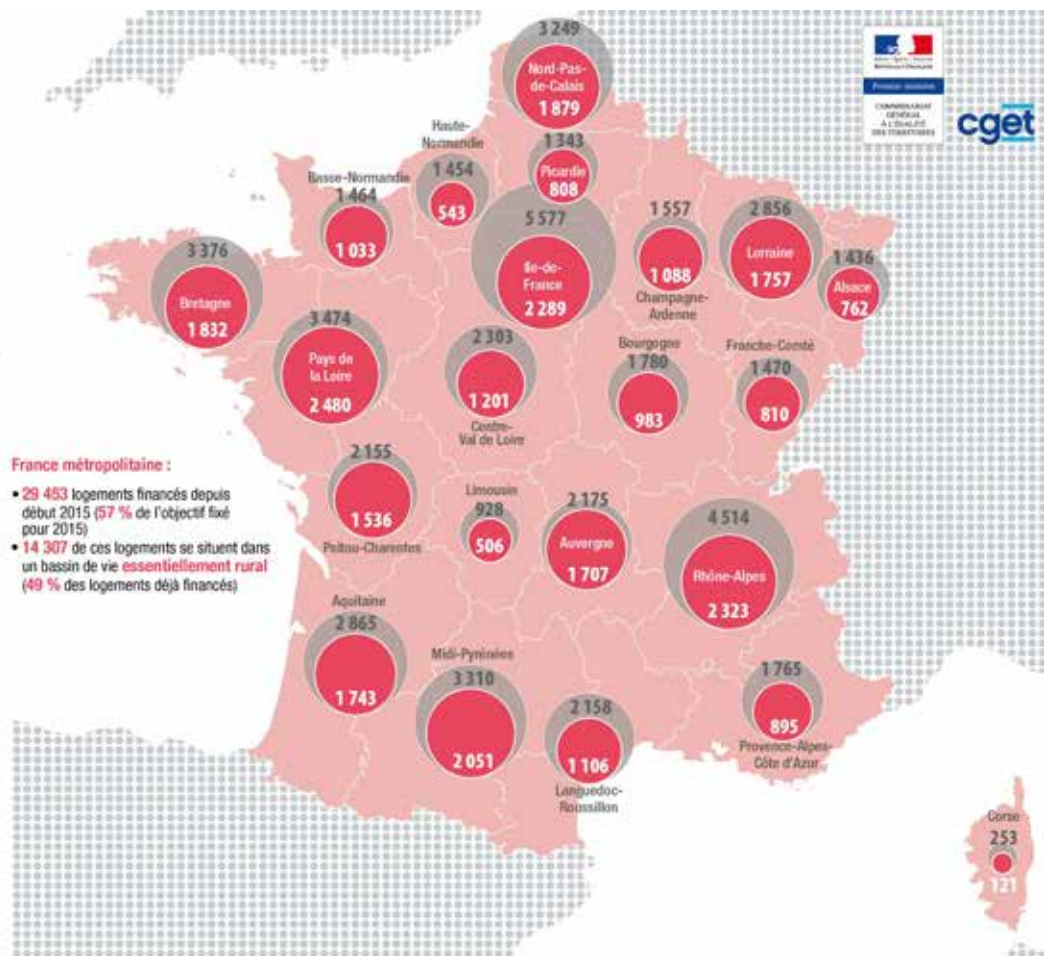 3 249
Nord-Pas-
de-Calais
1 879
Haute-
Normandie
1 454
543
1 343
Picardie
808
Basse-Normandie
1 464
1 033
5 577
Ile-de-
France
2 289
1 557
1 088
Champagne-
Ardenne
2 856
Lorraine
1 757
1 436
Alsace
762
3 376
Bretagne
1 832
3 474
Pays de
la Loire
2 480
2 303
1 201
Centre-
Val de Loire
Bourgogne
1 780
983
Franche-Comté
1 470
810
France métropolitaine :
• 29 453 logements financés depuis
début 2015 (57 % de l'objectif fixé
pour 2015)
• 14 307 de ces logements se situent dans
un bassin de vie essentiellement rural
(49 % des logements déjà financés)
2 155
1 536
Poitou-Charentes
Limousin
928
506
2 175
Auvergne
1 707
4 514
Rhône-Alpes
2 323
Aquitaine
2 865
1 743
Midi-Pyrénées
3 310
2 051
2 158
1 106
Languedoc-
Roussillon
1 765
895
Provence-Alpes-
Côte d'Azur
Corse
253
121
Premier ministre
COMMISSARIAT
GÉNÉRAL
À L'ÉGALITÉ
DES TERRITOIRES
cget